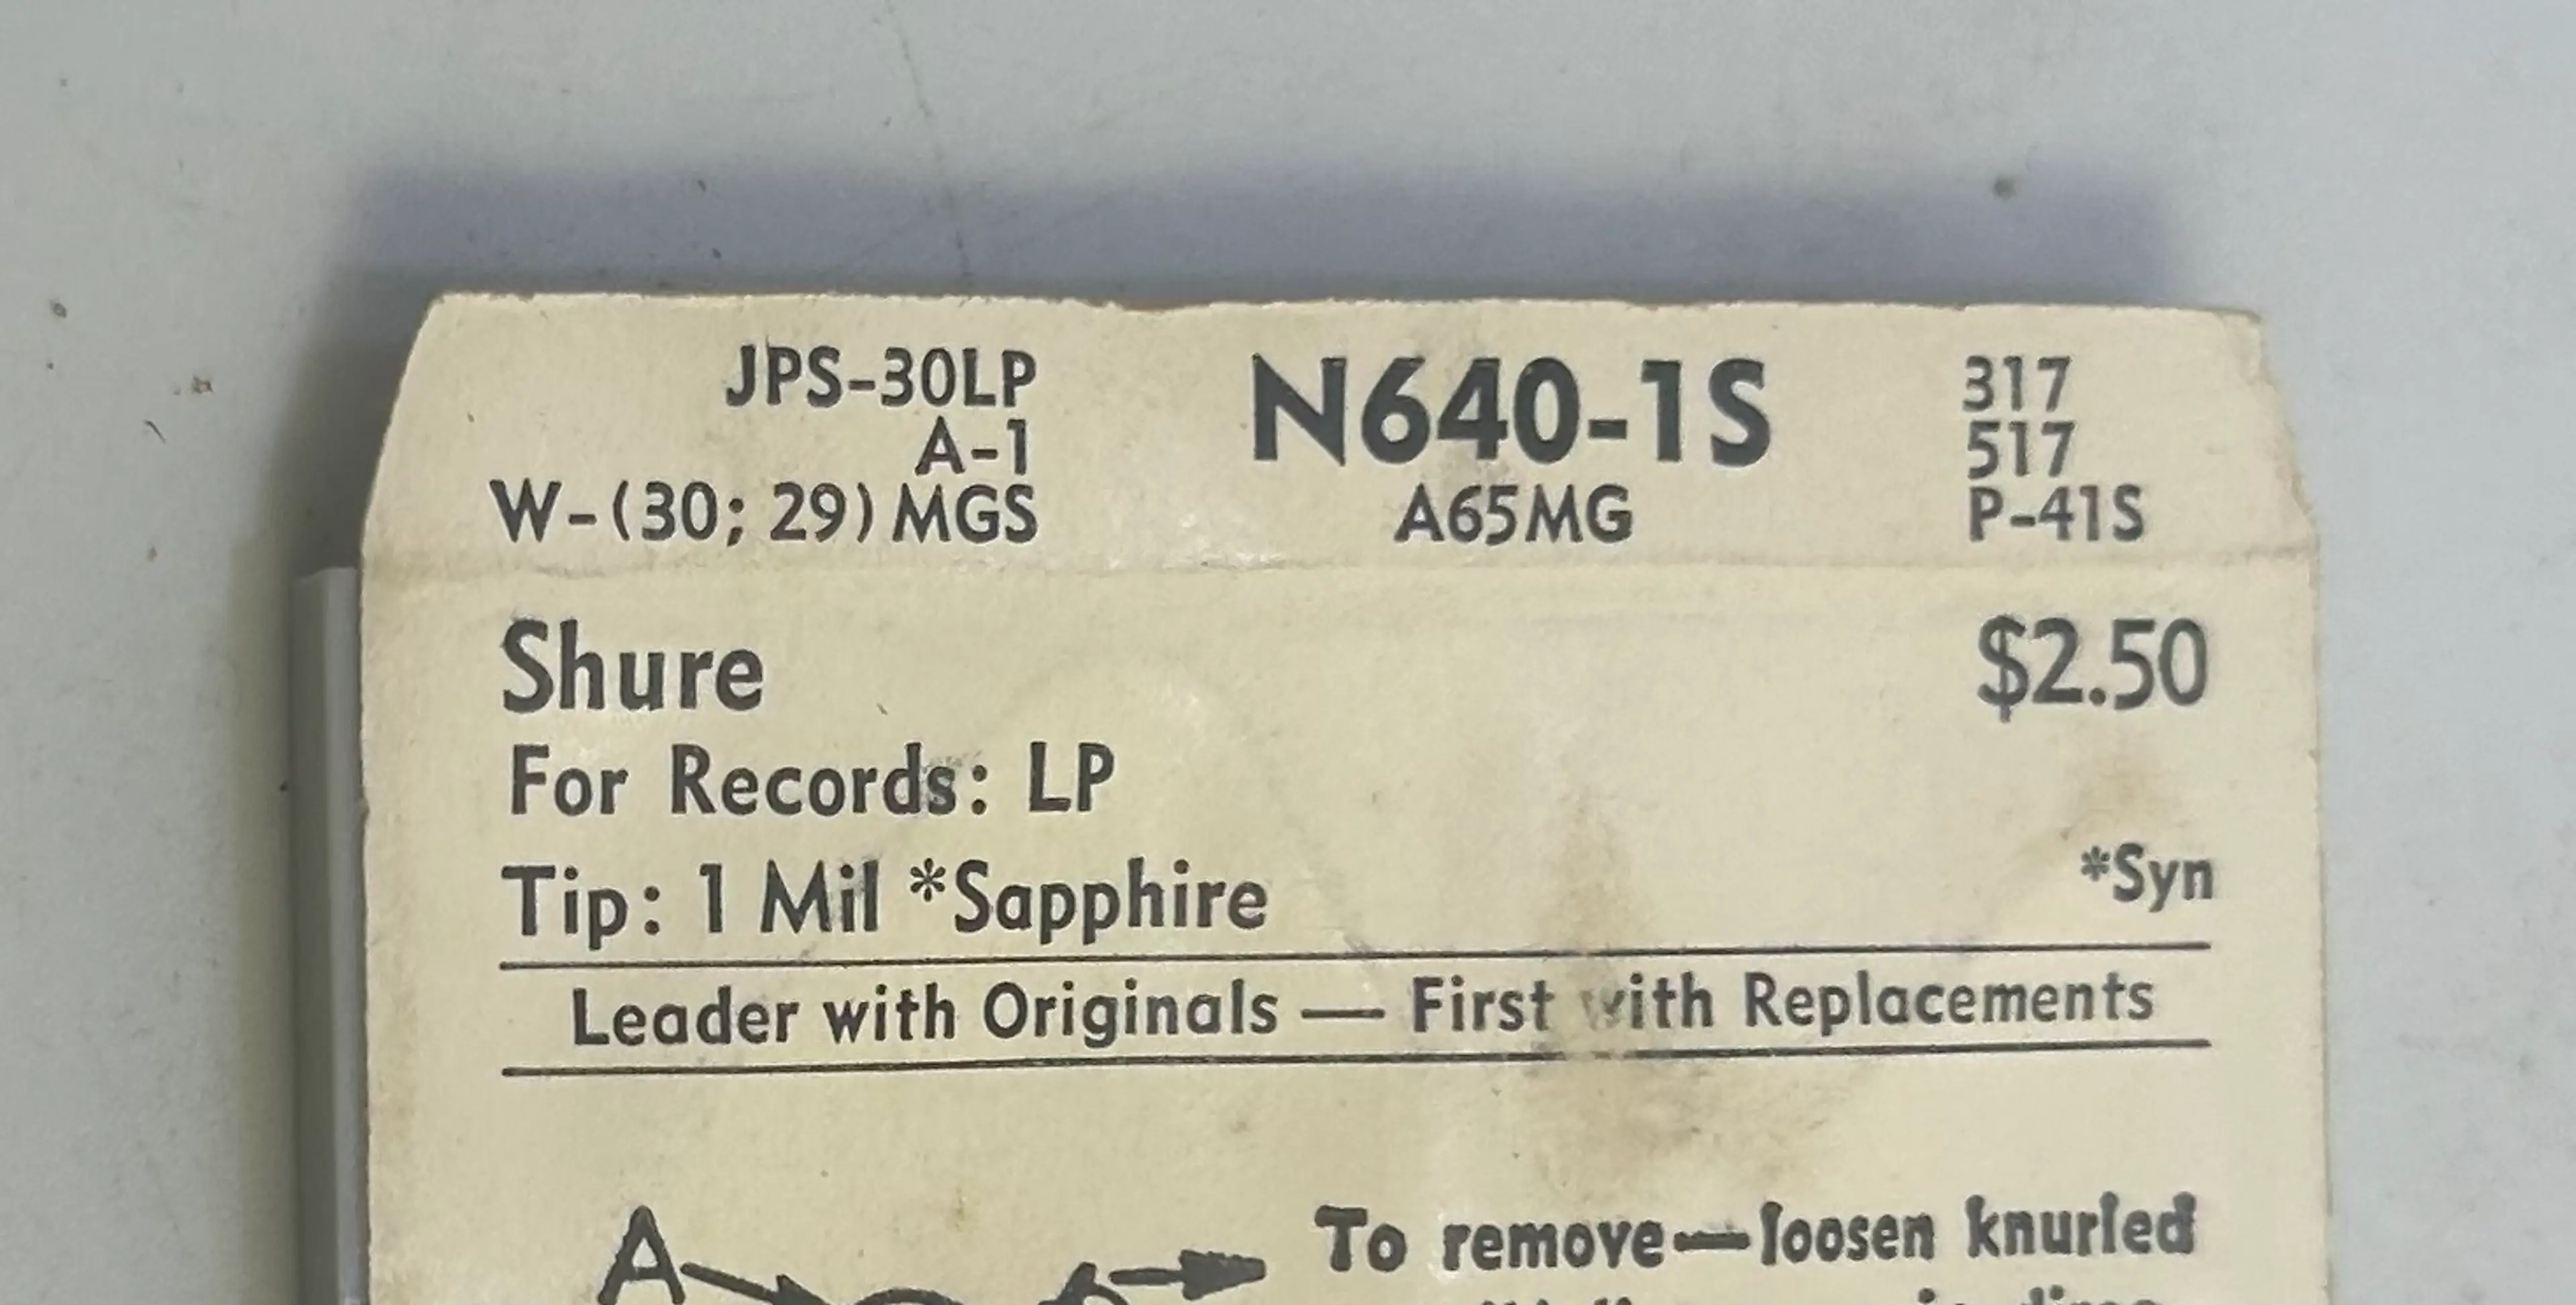 JPS-30LP
A-1
W-(30; 29) MGS
N640-1S
A65MG
317
517
P-41S
Shure
$2.50
For Records: LP
Tip: 1 Mil *Sapphire
*Syn
Leader with Originals — First with Replacements
A
To remove—loosen knurled